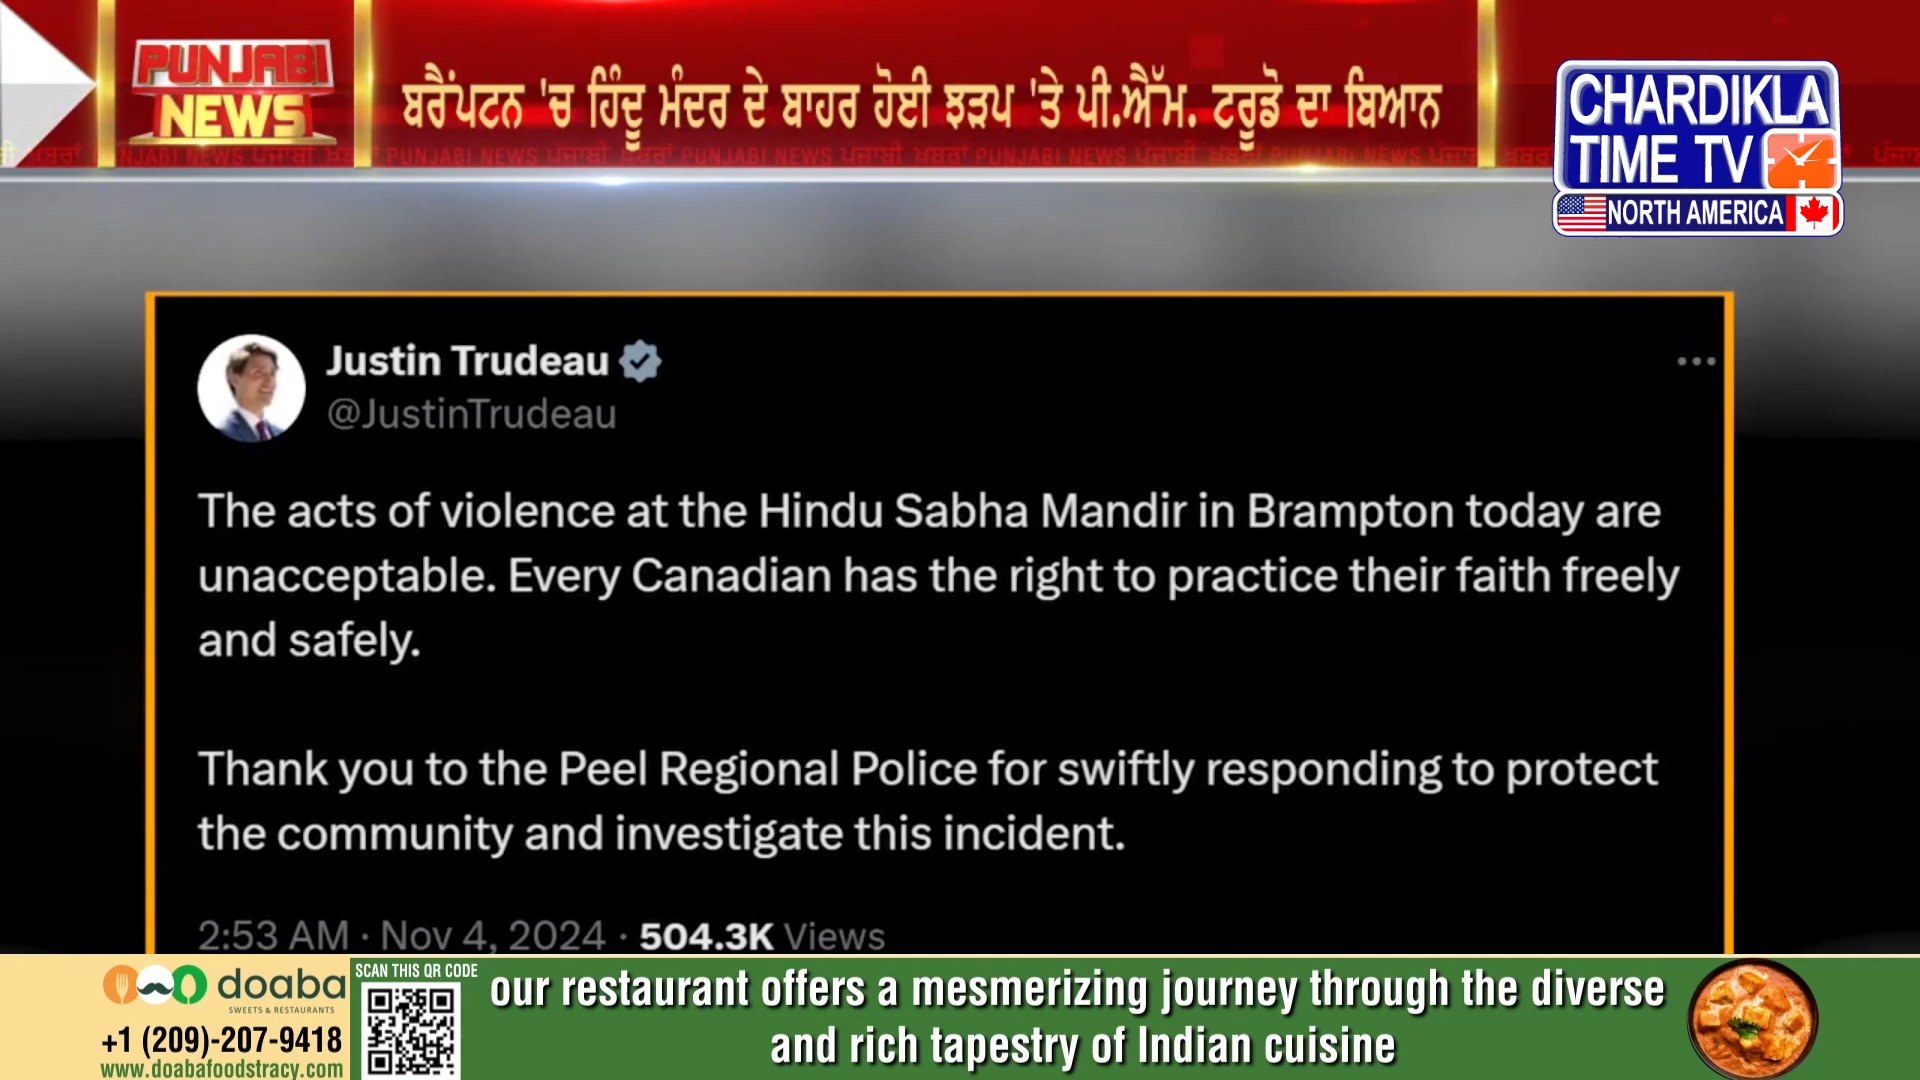 PUNJABI
NEWS
ਬਰੈਂਪਟਨ 'ਚ ਹਿੰਦੂ ਮੰਦਰ ਦੇ ਬਾਹਰ ਹੋਈ ਝੜਪ 'ਤੇ ਪੀ.ਐੱਮ. ਟਰੂਡੋ ਦਾ ਬਿਆਨ
PUNJABI NEWS ਪੰਜਾਬੀ ਖ਼ਬਰਾਂ PUNJABI NEWS ਪੰਜਾਬੀ ਖ਼ਬਰਾਂ PUNJABI NEWS
CHARDIKLA
TIME TV
NORTH AMERICA
Justin Trudeau
@JustinTrudeau
The acts of violence at the Hindu Sabha Mandir in Brampton today are
unacceptable. Every Canadian has the right to practice their faith freely
and safely.
Thank you to the Peel Regional Police for swiftly responding to protect
the community and investigate this incident.
2:53 AM · Nov 4, 2024 · 504.3K Views
doaba
SWEETS & RESTAURANTS
+1 (209)-207-9418
www.doabafoodstracy.com
SCAN THIS QR CODE
our restaurant offers a mesmerizing journey through the diverse
and rich tapestry of Indian cuisine